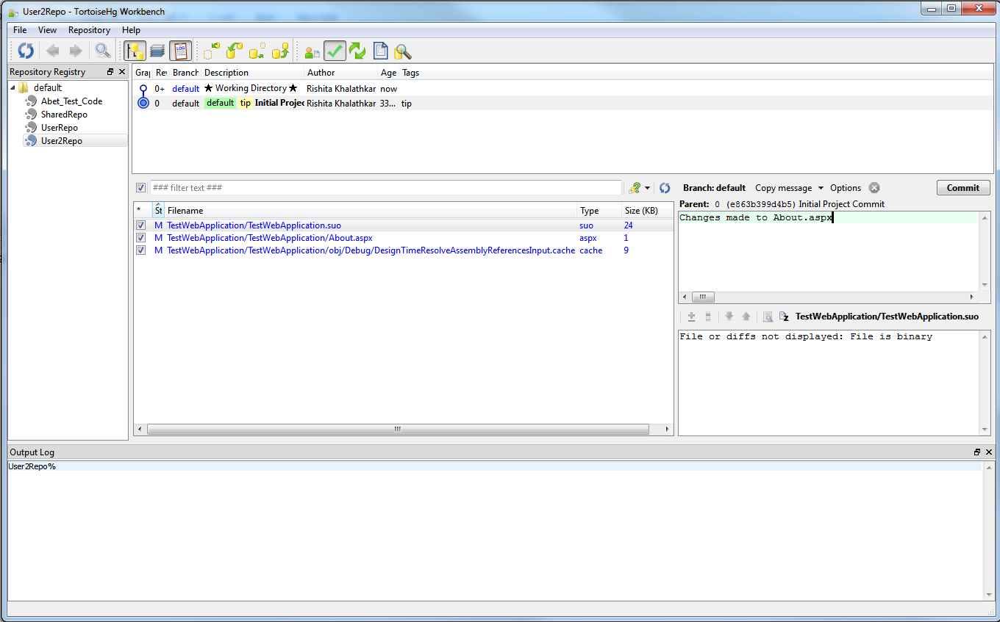 User2Repo - TortoiseHg Workbench
File View Repository Help
LOG
Repository Registry
default
Abet_Test_Code
SharedRepo
UserRepo
User2Repo
Graj Rev Branch Description Author Age Tags
0+ default ★ Working Directory ★ Rishita Khalathkar now
0 default default tip Initial Projec Rishita Khalathkar 33... tip
### filter text ###
* St Filename Type Size (KB)
M TestWebApplication/TestWebApplication.suo suo 24
M TestWebApplication/TestWebApplication/About.aspx aspx 1
M TestWebApplication/TestWebApplication/obj/Debug/DesignTimeResolveAssemblyReferencesInput.cache cache 9
Branch: default Copy message Options Commit
Parent: 0 (e863b399d4b5) Initial Project Commit
Changes made to About.aspx
TestWebApplication/TestWebApplication.suo
File or diffs not displayed: File is binary
Output Log
User2Repo%